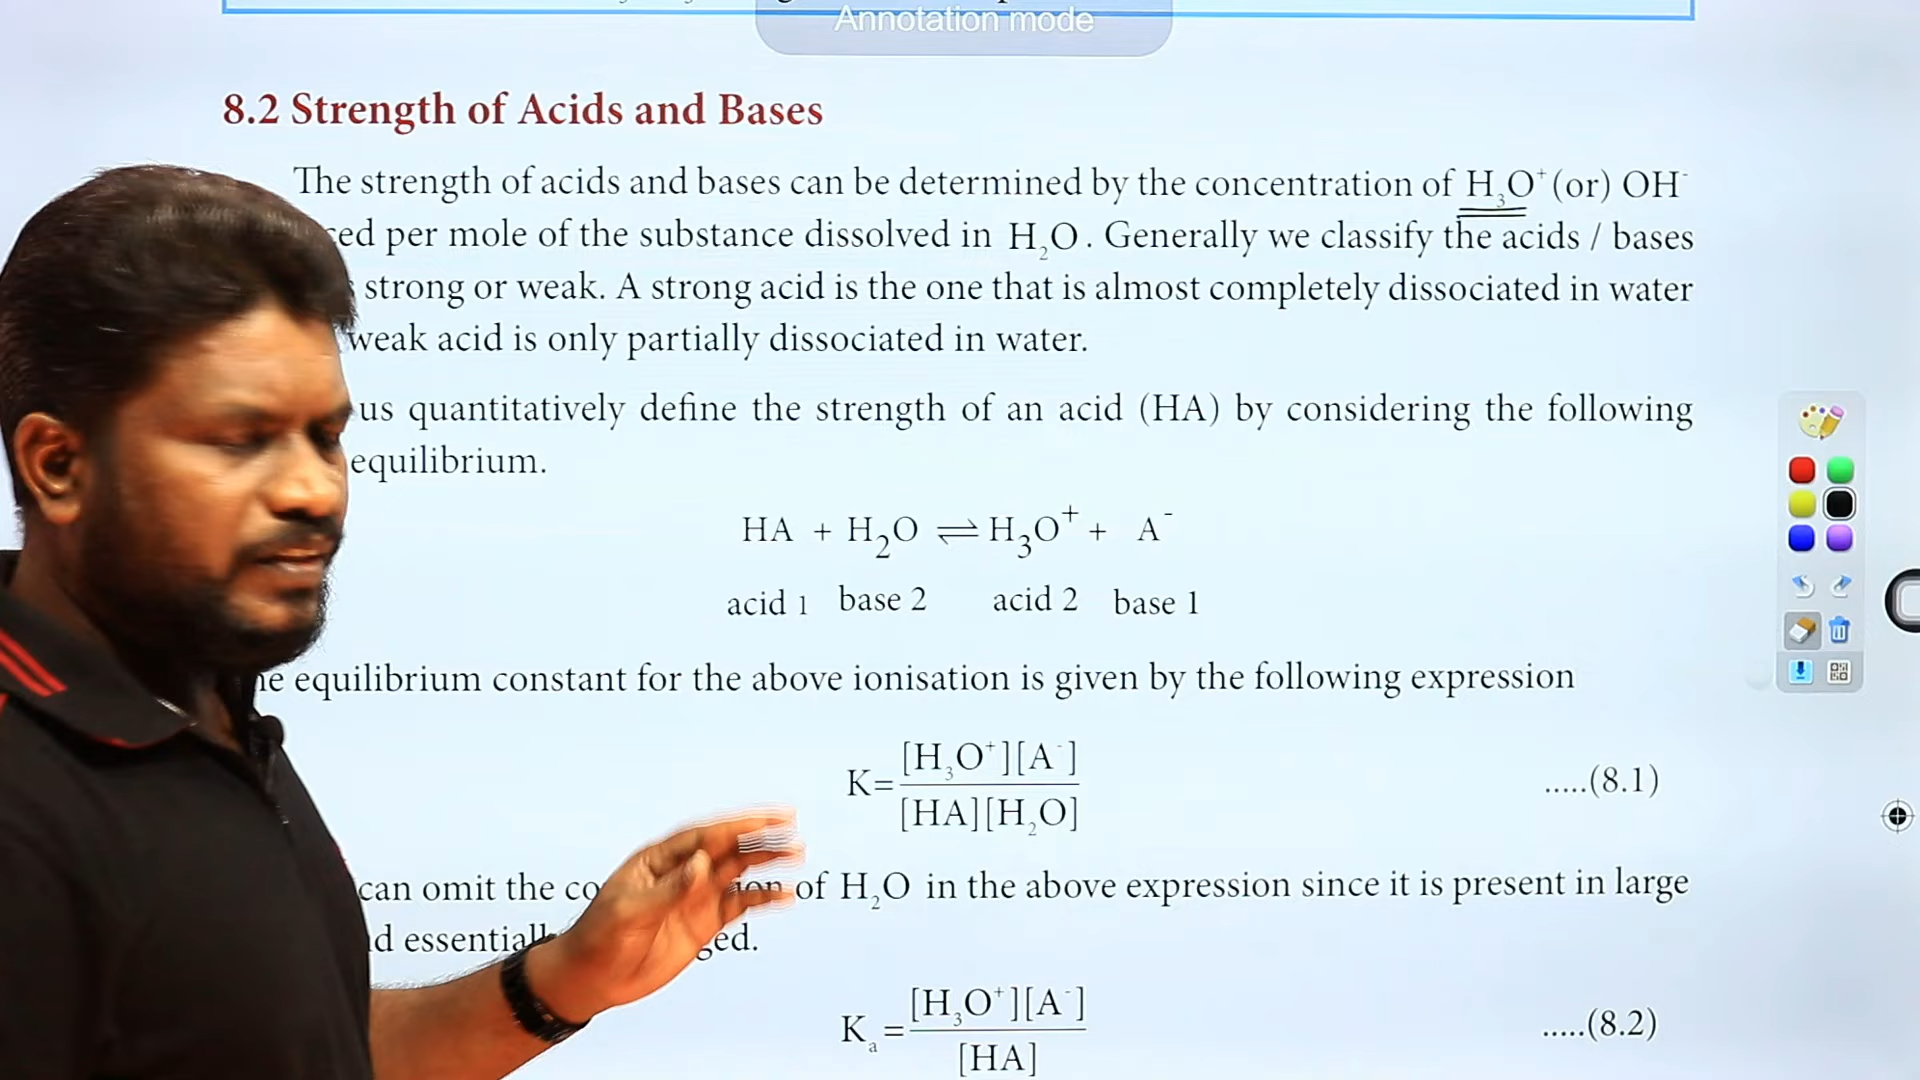 Annotation mode
8.2 Strength of Acids and Bases
The strength of acids and bases can be determined by the concentration of H₃O⁺ (or) OH⁻
per mole of the substance dissolved in H₂O. Generally we classify the acids / bases
strong or weak. A strong acid is the one that is almost completely dissociated in water
weak acid is only partially dissociated in water.
us quantitatively define the strength of an acid (HA) by considering the following
equilibrium.
HA + H₂O ⇌ H₃O⁺ + A⁻
acid 1 base 2 acid 2 base 1
equilibrium constant for the above ionisation is given by the following expression
K= [H₃O⁺][A⁻]
[HA][H₂O]
.....(8.1)
can omit the of H₂O in the above expression since it is present in large
Kₐ = [H₃O⁺][A⁻]
[HA]
.....(8.2)